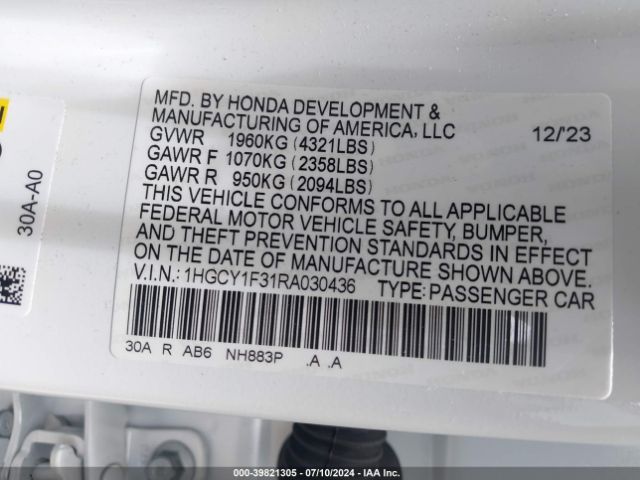 MFD. BY HONDA DEVELOPMENT &
MANUFACTURING OF AMERICA, LLC 12/23
GVWR 1960KG (4321LBS)
GAWR F 1070KG (2358LBS)
GAWR R 950KG (2094LBS)
THIS VEHICLE CONFORMS TO ALL APPLICABLE
FEDERAL MOTOR VEHICLE SAFETY, BUMPER,
AND THEFT PREVENTION STANDARDS IN EFFECT
ON THE DATE OF MANUFACTURE SHOWN ABOVE.
V.I.N.: 1HGCY1F31RA030436 TYPE: PASSENGER CAR
30A R AB6 NH883P .A .A
30A-A0
000-39821305 - 07/10/2024 - IAA Inc.